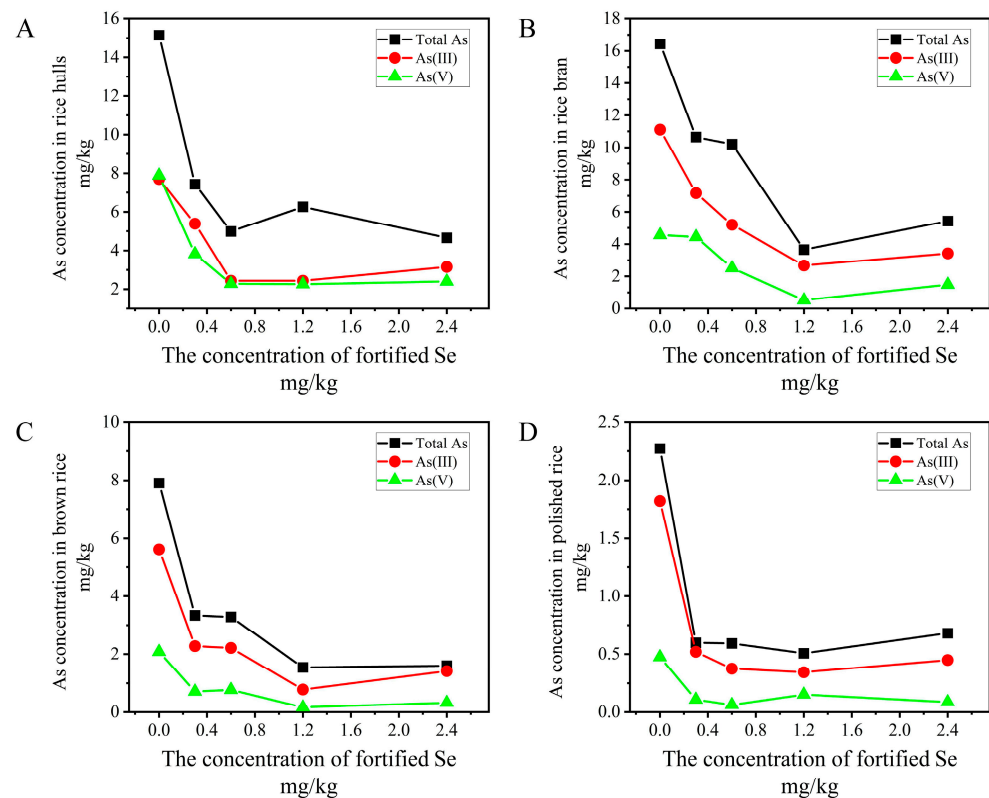 A
As concentration in rice hulls
mg/kg
16
14
12
10
8
6
4
2
Total As
As(III)
As(V)
0.0 0.4 0.8 1.2 1.6 2.0 2.4
The concentration of fortified Se
mg/kg
B
As concentration in rice bran
mg/kg
18
16
14
12
10
8
6
4
2
0
Total As
As(III)
As(V)
0.0 0.4 0.8 1.2 1.6 2.0 2.4
The concentration of fortified Se
mg/kg
C
As concentration in brown rice
mg/kg
10
8
6
4
2
0
Total As
As(III)
As(V)
0.0 0.4 0.8 1.2 1.6 2.0 2.4
The concentration of fortified Se
mg/kg
D
As concentration in polished rice
mg/kg
2.5
2.0
1.5
1.0
0.5
0.0
Total As
As(III)
As(V)
0.0 0.4 0.8 1.2 1.6 2.0 2.4
The concentration of fortified Se
mg/kg